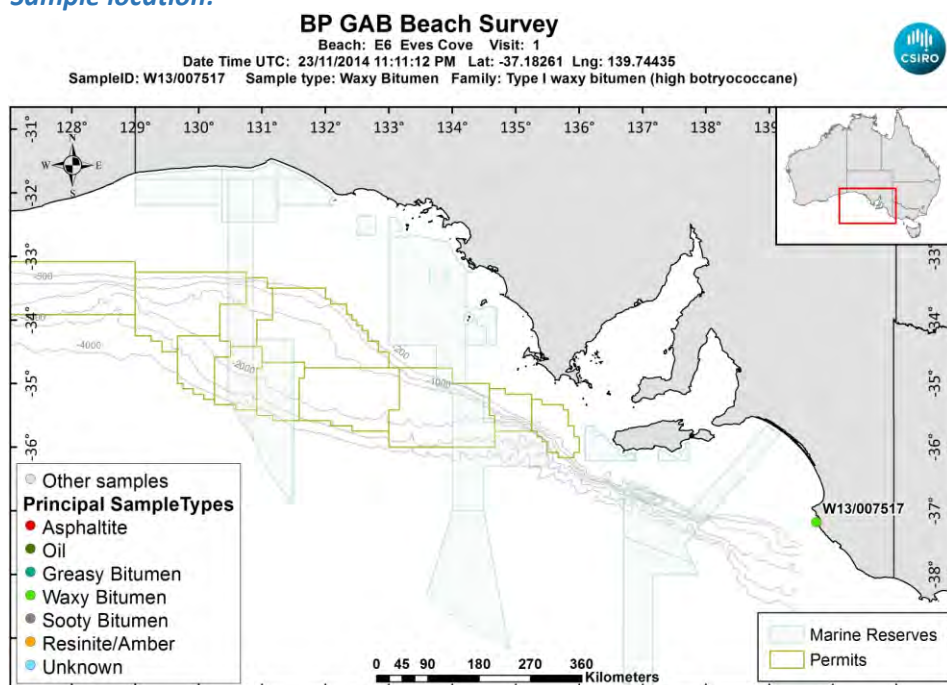 Sample location:
BP GAB Beach Survey
Beach: E6 Eves Cove Visit: 1
Date Time UTC: 23/11/2014 11:11:12 PM Lat: -37.18261 Lng: 139.74435
SampleID: W13/007517 Sample type: Waxy Bitumen Family: Type I waxy bitumen (high botryococcane)
CSIRO
128° 129° 130° 131° 132° 133° 134° 135° 136° 137° 138° 139
-31° -31°
N
W E
S
-32°
-33°
-34° -34°
-35° -35°
-36° -36°
-37° -37°
-38°
-4000
-2000
-200
-1000
W13/007517
Other samples
Principal SampleTypes
Asphaltite
Oil
Greasy Bitumen
Waxy Bitumen
Sooty Bitumen
Resinite/Amber
Unknown
0 45 90 180 270 360
Kilometers
Marine Reserves
Permits